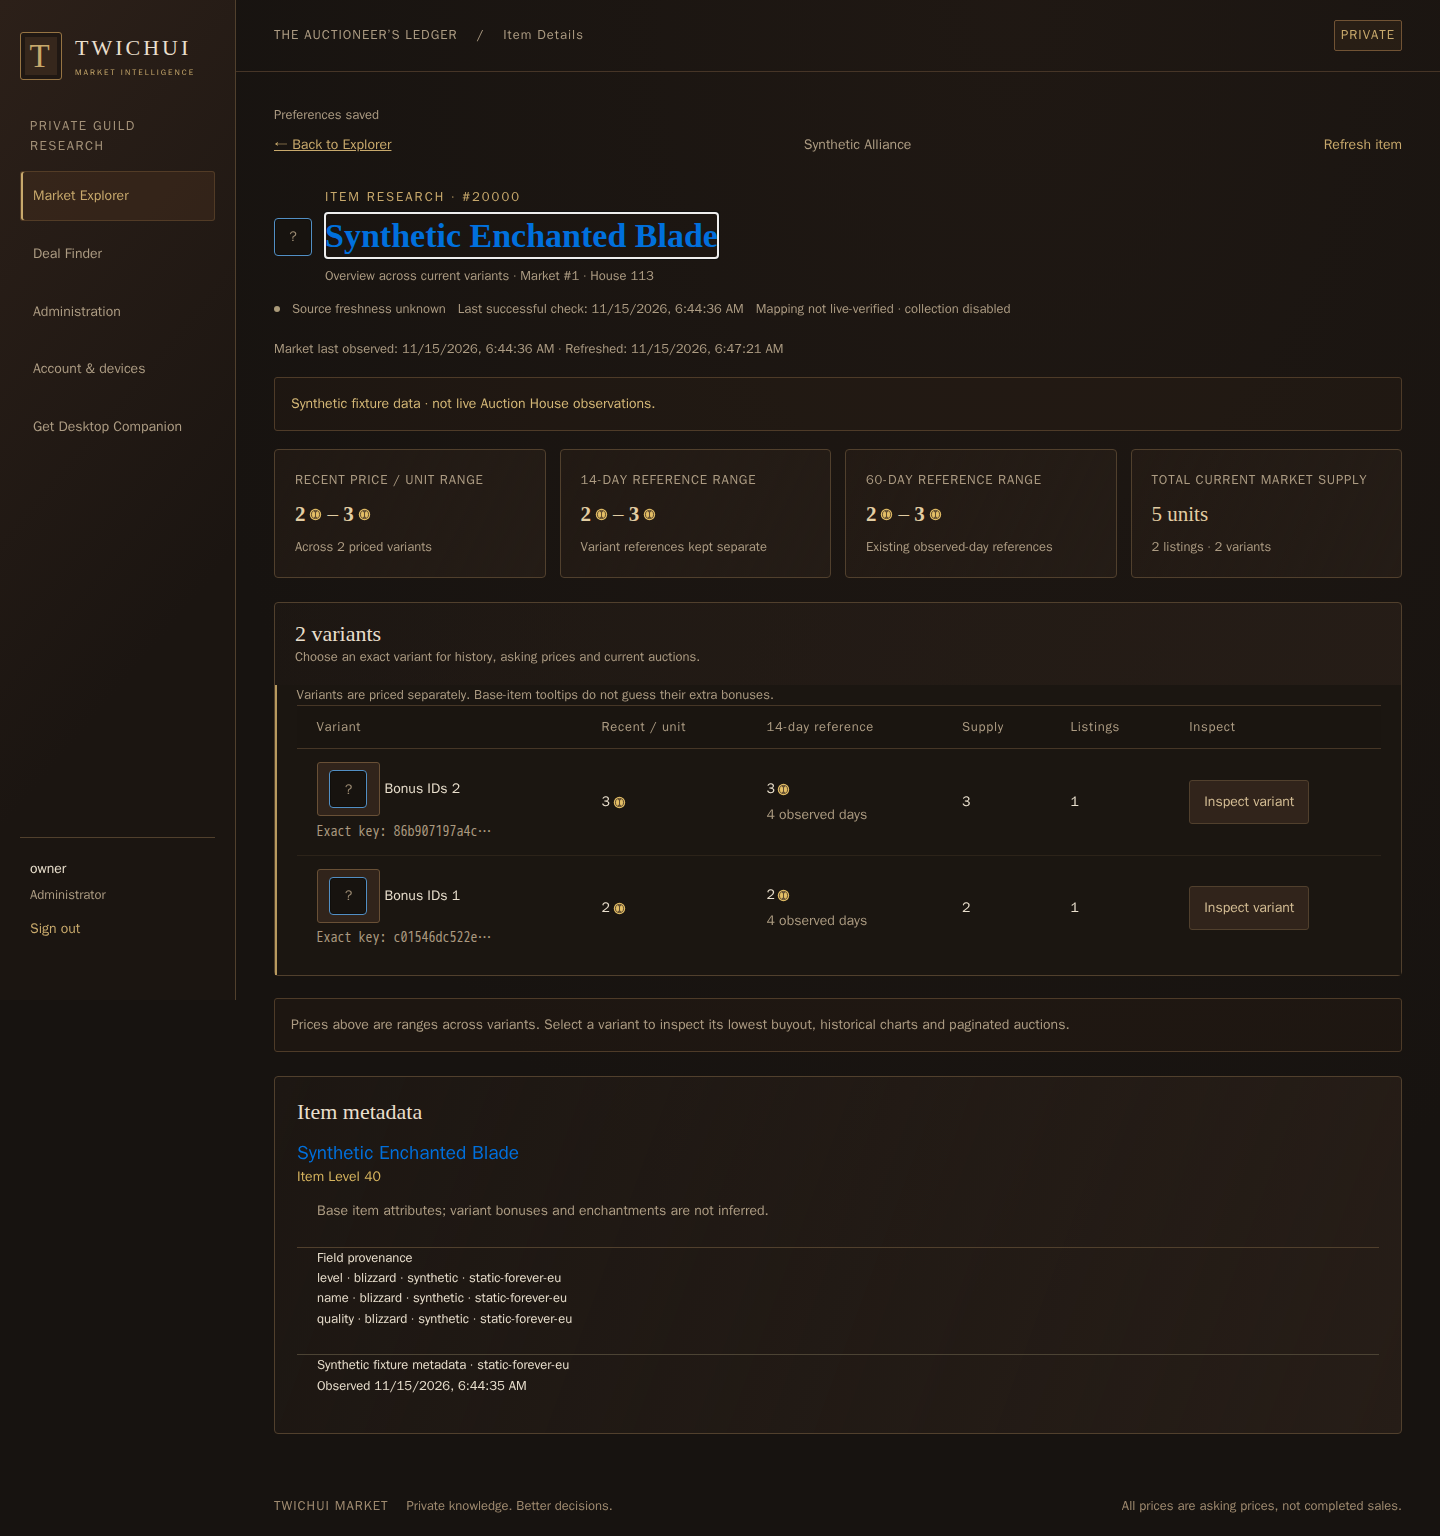 T
TWICHUI
MARKET INTELLIGENCE
PRIVATE GUILD
RESEARCH
Market Explorer
Deal Finder
Administration
Account & devices
Get Desktop Companion
owner
Administrator
Sign out
THE AUCTIONEER'S LEDGER / Item Details
PRIVATE
Preferences saved
← Back to Explorer
Synthetic Alliance
Refresh item
ITEM RESEARCH · #20000
?
Synthetic Enchanted Blade
Overview across current variants · Market #1 · House 113
Source freshness unknown Last successful check: 11/15/2026, 6:44:36 AM Mapping not live-verified · collection disabled
Market last observed: 11/15/2026, 6:44:36 AM · Refreshed: 11/15/2026, 6:47:21 AM
Synthetic fixture data · not live Auction House observations.
RECENT PRICE / UNIT RANGE
2 – 3
Across 2 priced variants
14-DAY REFERENCE RANGE
2 – 3
Variant references kept separate
60-DAY REFERENCE RANGE
2 – 3
Existing observed-day references
TOTAL CURRENT MARKET SUPPLY
5 units
2 listings · 2 variants
2 variants
Choose an exact variant for history, asking prices and current auctions.
Variants are priced separately. Base-item tooltips do not guess their extra bonuses.
Variant Recent / unit 14-day reference Supply Listings Inspect
? Bonus IDs 2
Exact key: 86b907197a4c…
3
3
4 observed days
3
1
Inspect variant
? Bonus IDs 1
Exact key: c01546dc522e…
2
2
4 observed days
2
1
Inspect variant
Prices above are ranges across variants. Select a variant to inspect its lowest buyout, historical charts and paginated auctions.
Item metadata
Synthetic Enchanted Blade
Item Level 40
Base item attributes; variant bonuses and enchantments are not inferred.
Field provenance
level · blizzard · synthetic · static-forever-eu
name · blizzard · synthetic · static-forever-eu
quality · blizzard · synthetic · static-forever-eu
Synthetic fixture metadata · static-forever-eu
Observed 11/15/2026, 6:44:35 AM
TWICHUI MARKET Private knowledge. Better decisions.
All prices are asking prices, not completed sales.